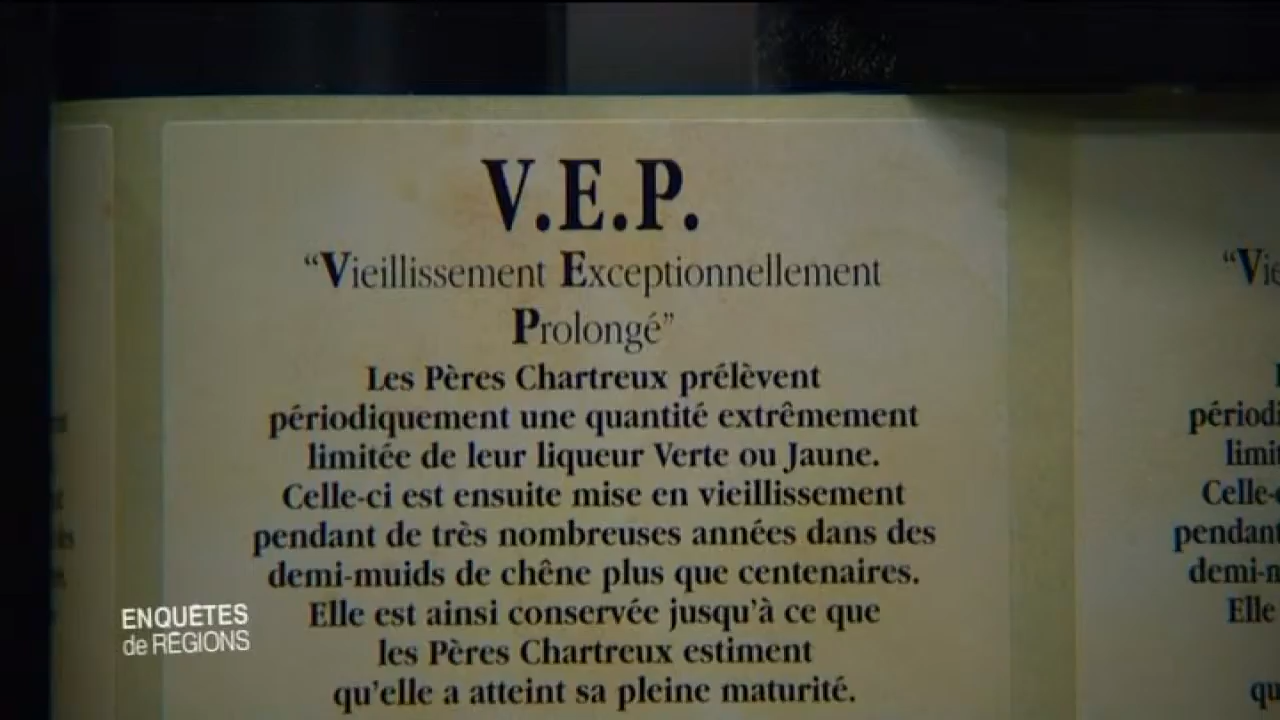 V.E.P.
“Vieillissement Exceptionnellement
Prolongé”
Les Pères Chartreux prélèvent
périodiquement une quantité extrêmement
limitée de leur liqueur Verte ou Jaune.
Celle-ci est ensuite mise en vieillissement
pendant de très nombreuses années dans des
demi-muids de chêne plus que centenaires.
Elle est ainsi conservée jusqu’à ce que
les Pères Chartreux estiment
qu’elle a atteint sa pleine maturité.
ENQUÊTES
de RÉGIONS